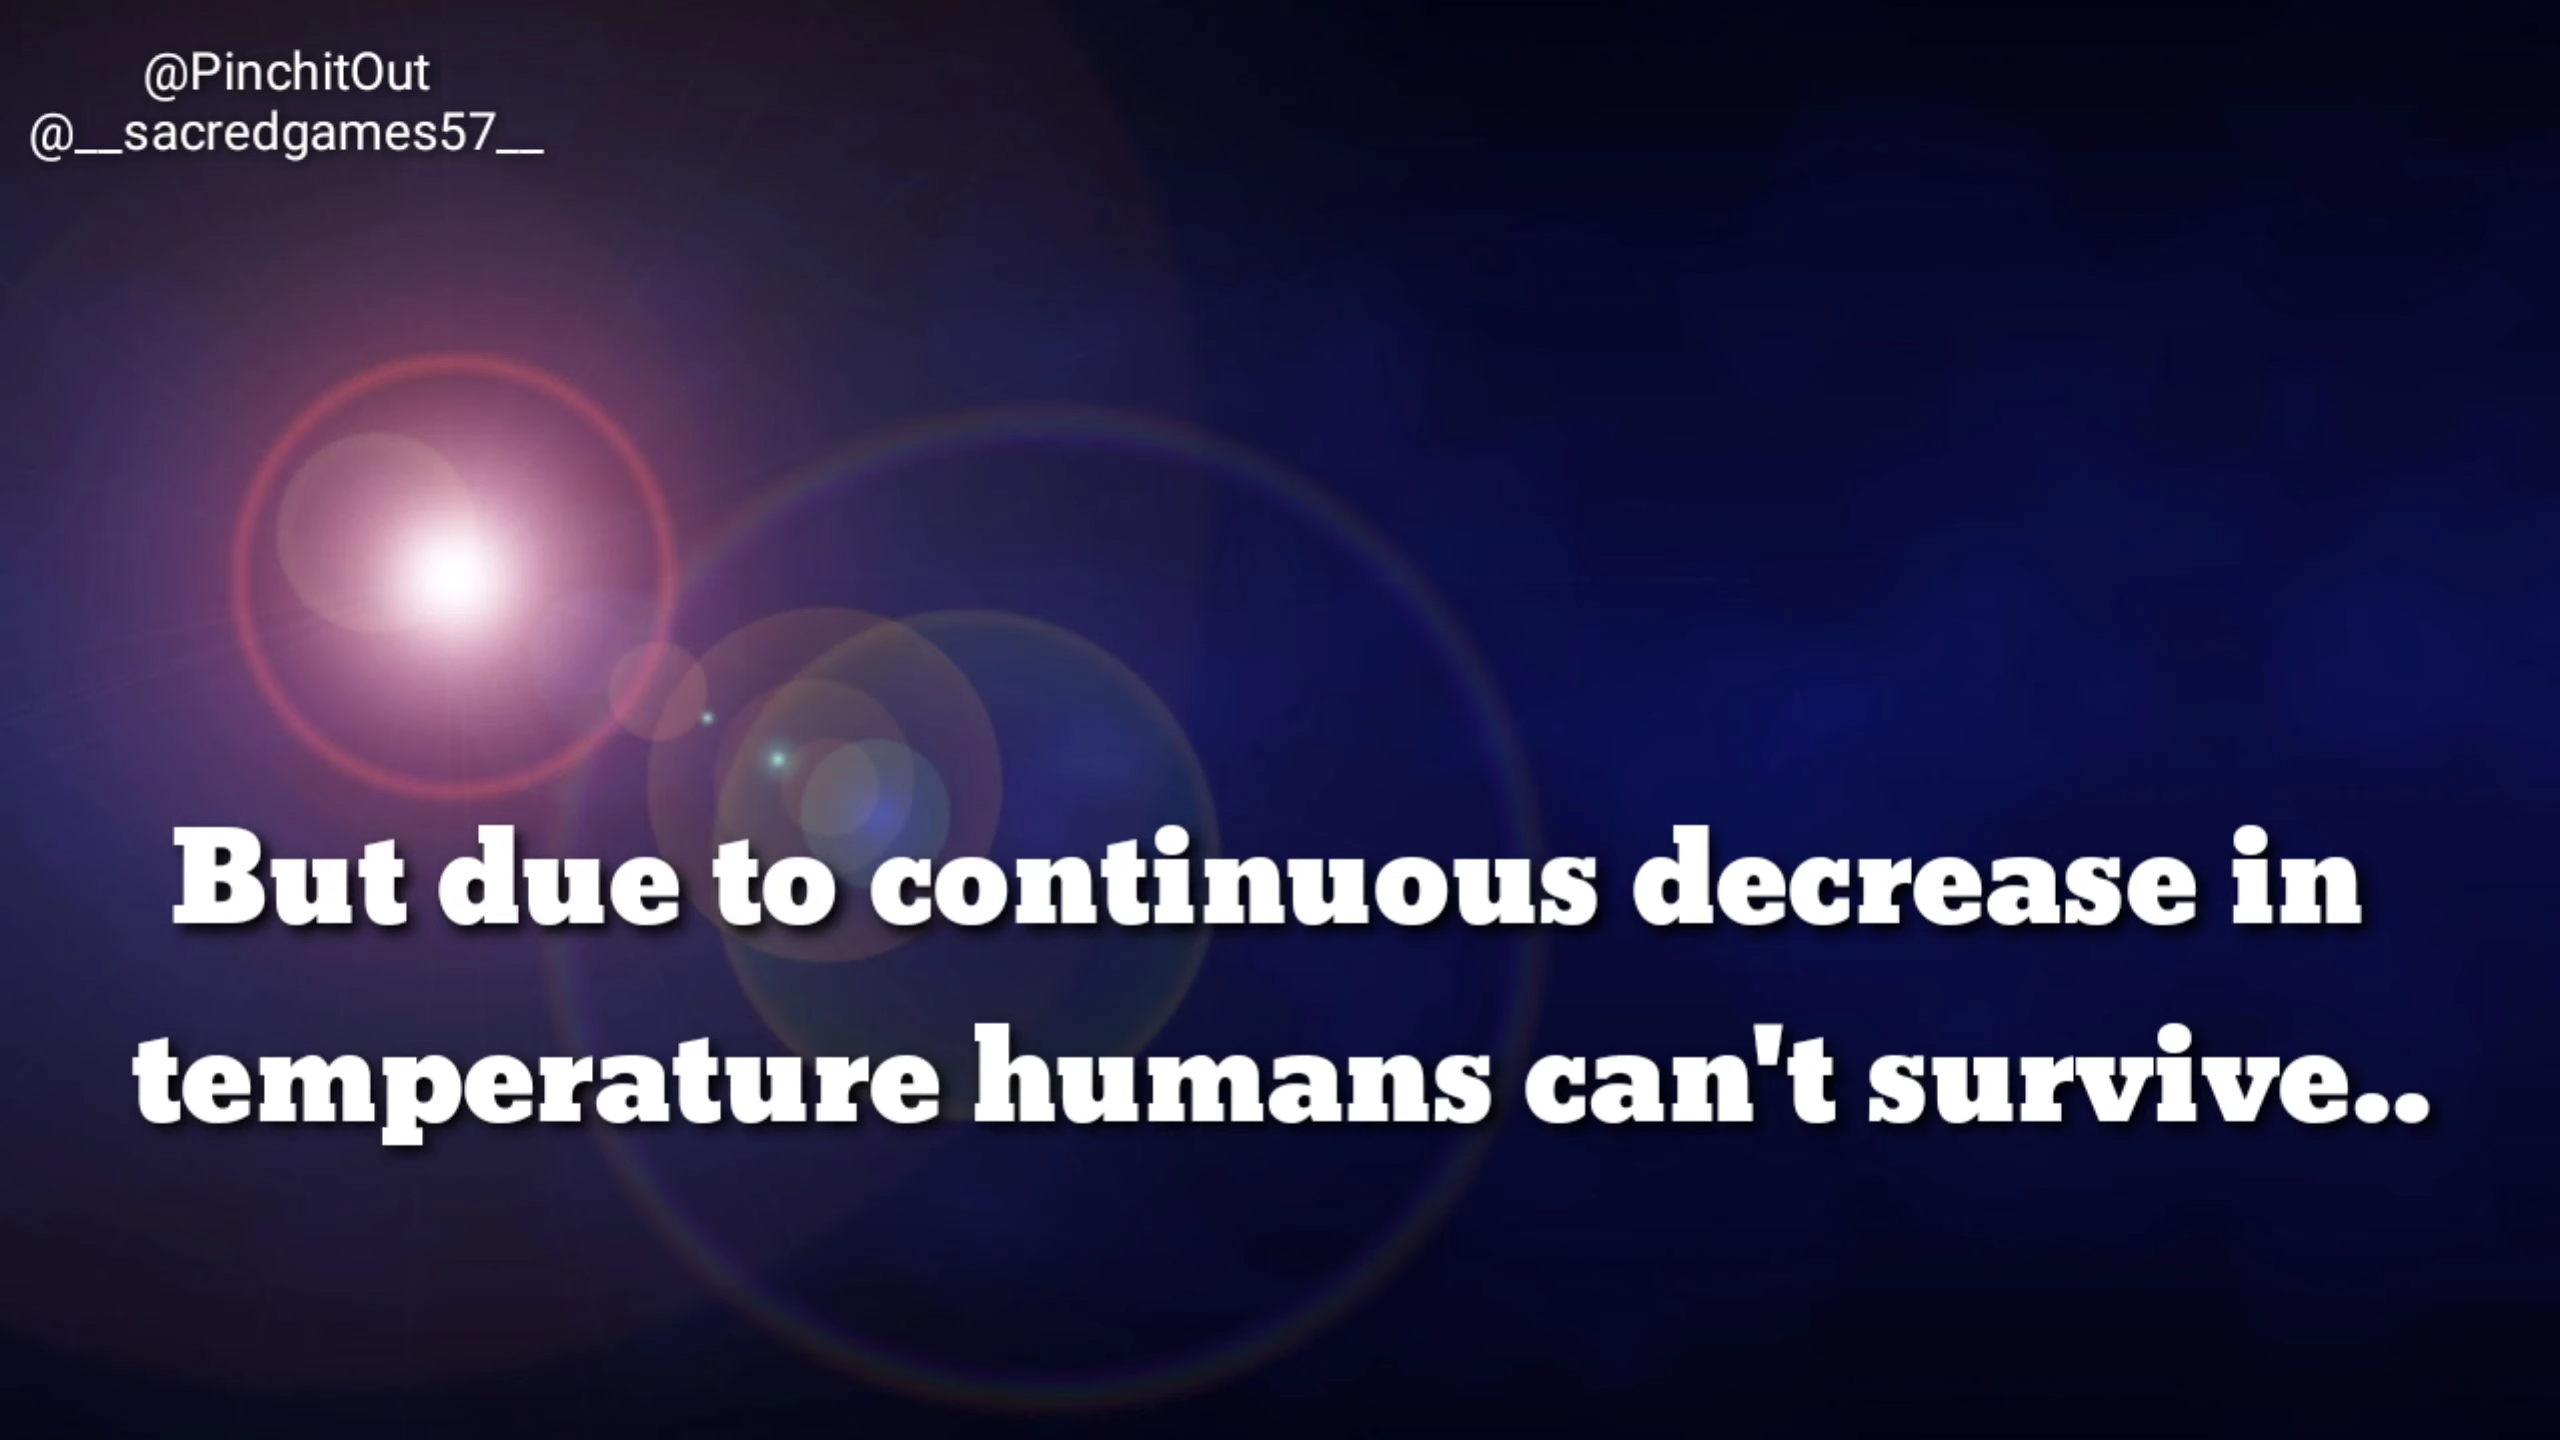 @PinchitOut
@__sacredgames57__
But due to continuous decrease in
temperature humans can't survive..